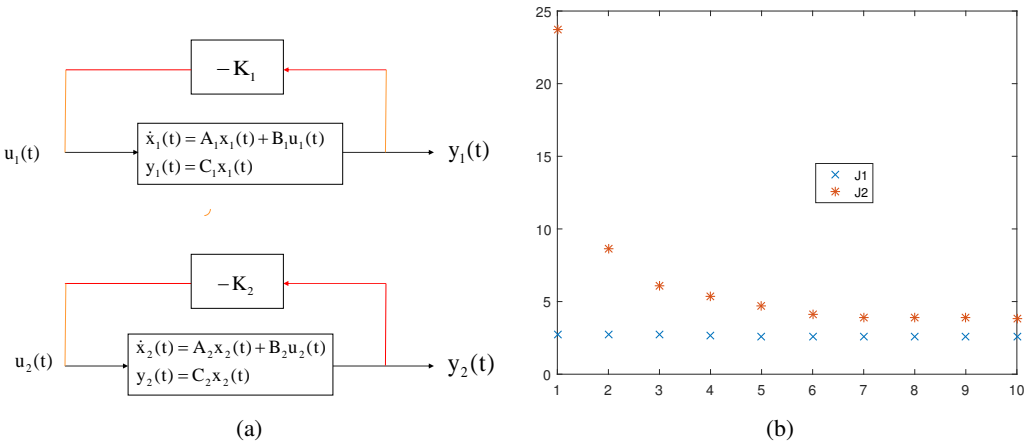 −K₁
u₁(t)
ẋ₁(t) = A₁x₁(t) + B₁u₁(t)
y₁(t) = C₁x₁(t)
y₁(t)
−K₂
u₂(t)
ẋ₂(t) = A₂x₂(t) + B₂u₂(t)
y₂(t) = C₂x₂(t)
y₂(t)
(a)
25
20
15
10
5
0
J1
J2
1 2 3 4 5 6 7 8 9 10
(b)